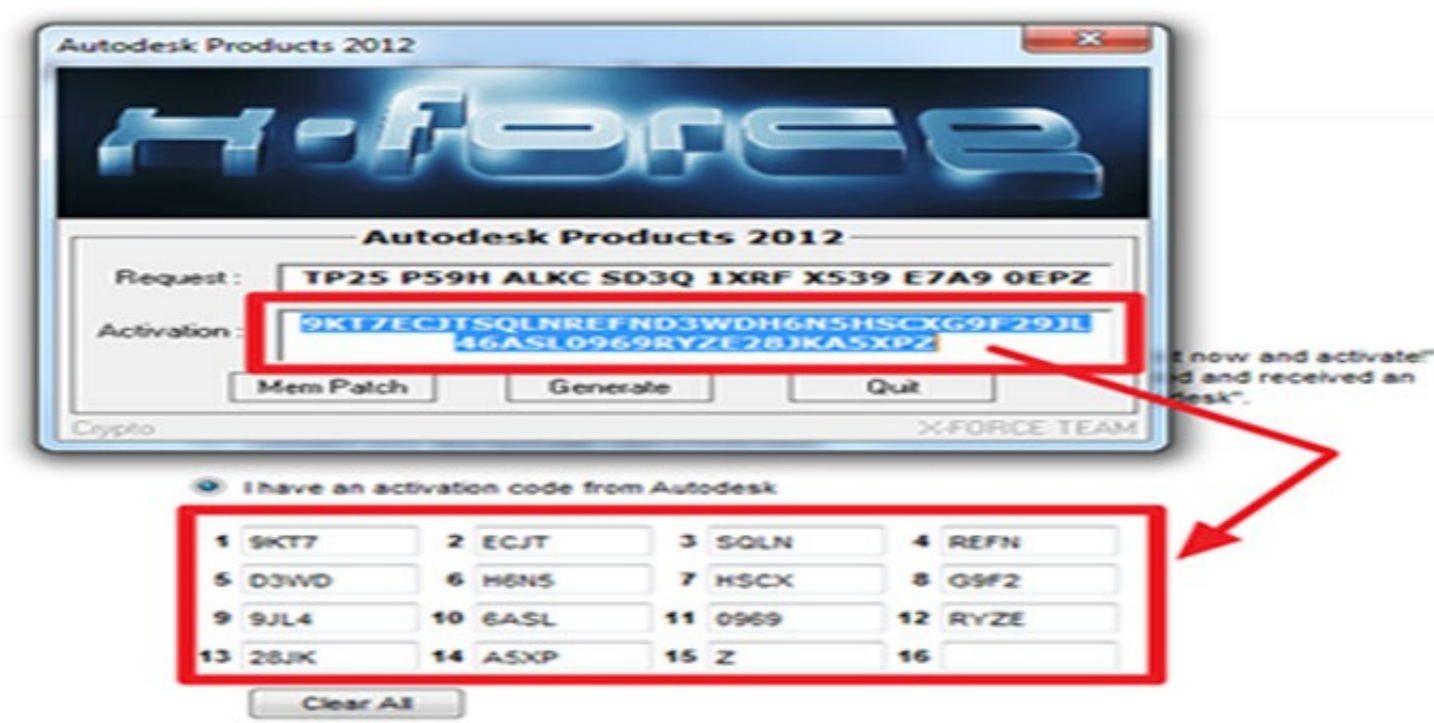 Autodesk Products 2012
X-FORCE
Autodesk Products 2012
Request : TP25 P59H ALKC SD3Q 1XRF X539 E7A9 0EPZ
Activation : 9KT7ECJTSQLNREFND3WDH6N5HSCXG9F29JL
46ASL0969RYZE28JKA5XPZ
Mem Patch Generate Quit
Crypto X-FORCE TEAM
now and activate!"
and received an
desk".
I have an activation code from Autodesk
1 9KT7 2 ECJT 3 SQLN 4 REFN
5 D3WD 6 H6N5 7 HSCX 8 G9F2
9 9JL4 10 6ASL 11 0969 12 RYZE
13 28JK 14 A5XP 15 Z 16
Clear All